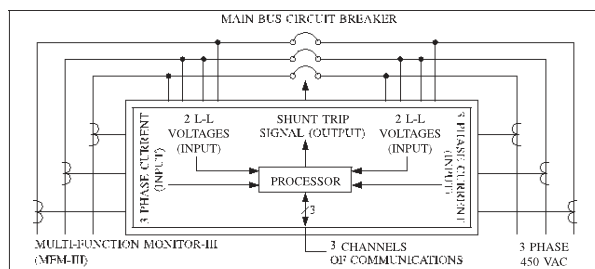 MAIN BUS CIRCUIT BREAKER
2 L-L
VOLTAGES
(INPUT)
SHUNT TRIP
SIGNAL (OUTPUT)
2 L-L
VOLTAGES
(INPUT)
3 PHASE CURRENT
(INPUT)
3 PHASE CURRENT
(INPUT)
PROCESSOR
3
MULTI-FUNCTION MONITOR-III
(MFM-III)
3 CHANNELS
OF COMMUNICATIONS
3 PHASE
450 VAC